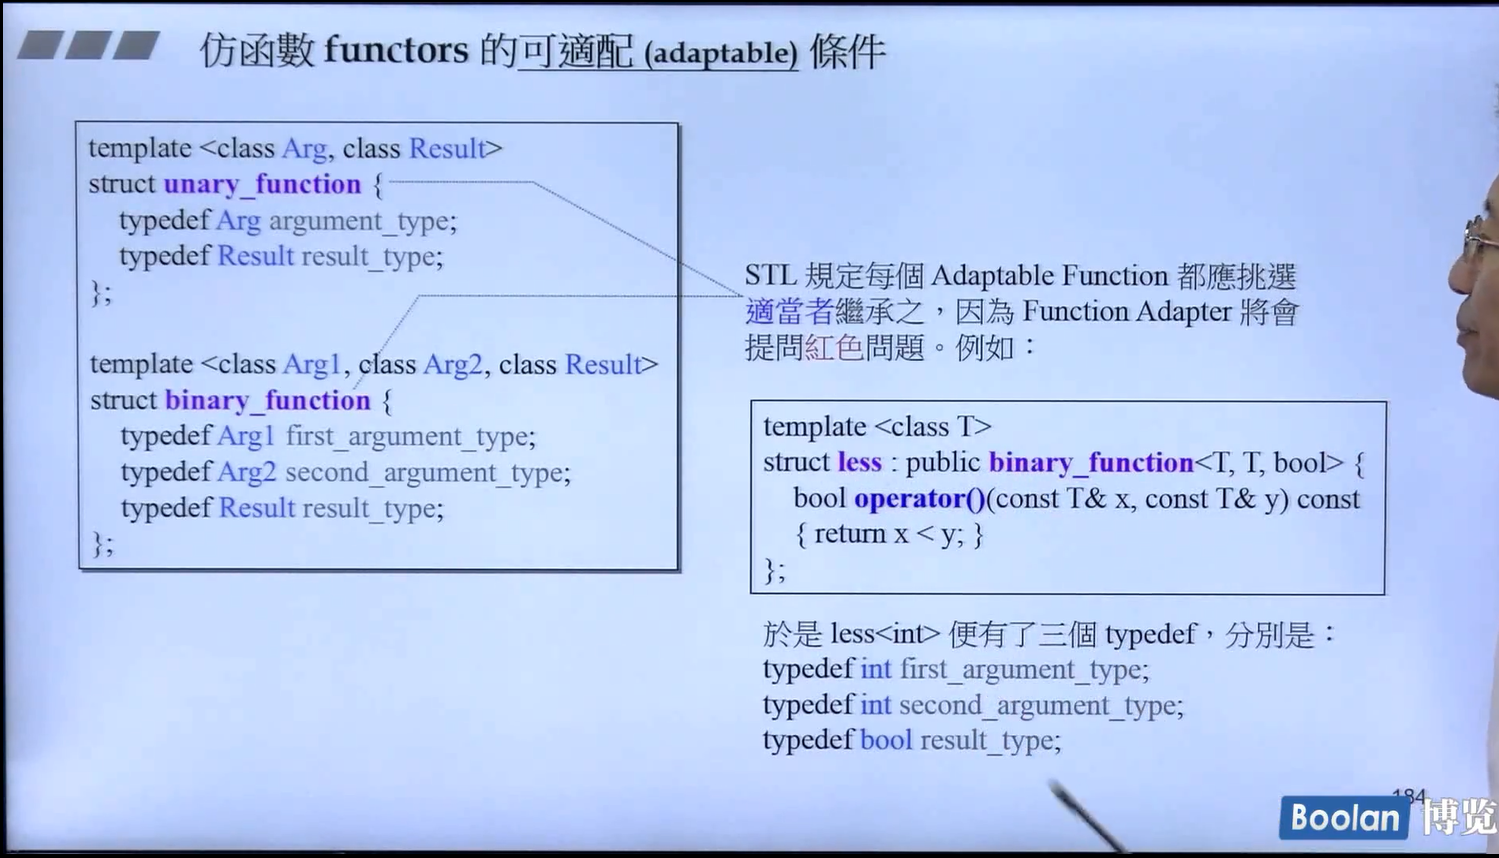 仿函數 functors 的可適配 (adaptable) 條件
template <class Arg, class Result>
struct unary_function {
typedef Arg argument_type;
typedef Result result_type;
};
template <class Arg1, class Arg2, class Result>
struct binary_function {
typedef Arg1 first_argument_type;
typedef Arg2 second_argument_type;
typedef Result result_type;
};
STL 規定每個 Adaptable Function 都應挑選
適當者繼承之，因為 Function Adapter 將會
提問紅色問題。例如：
template <class T>
struct less : public binary_function<T, T, bool> {
bool operator()(const T& x, const T& y) const
{ return x < y; }
};
於是 less<int> 便有了三個 typedef，分別是：
typedef int first_argument_type;
typedef int second_argument_type;
typedef bool result_type;
184
Boolan 博览